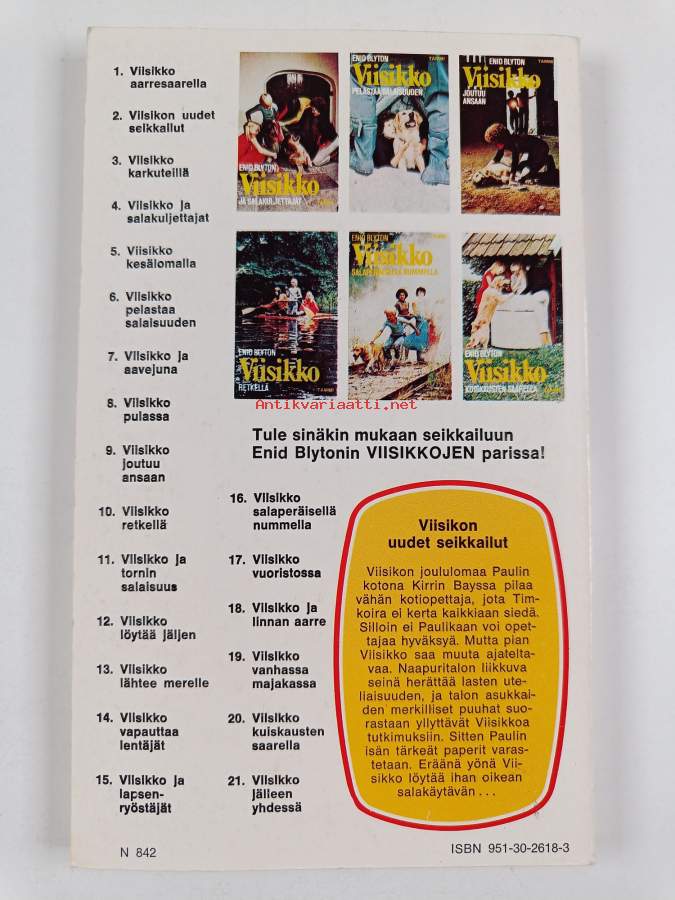 1. Viisikko
aarresaarella
2. Viisikon uudet
seikkailut
3. Viisikko
karkuteillä
4. Viisikko ja
salakuljettajat
5. Viisikko
kesälomalla
6. Viisikko
pelastaa
salaisuuden
7. Viisikko ja
aavejuna
8. Viisikko
pulassa
9. Viisikko
joutuu
ansaan
10. Viisikko
retkellä
11. Viisikko ja
tornin
salaisuus
12. Viisikko
löytää jäljen
13. Viisikko
lähtee merelle
14. Viisikko
vapauttaa
lentäjät
15. Viisikko ja
lapsen-
ryöstäjät
ENID BLYTON
Viisikko
JA SALAKULJETTAJAT
ENID BLYTON
TAMMI
Viisikko
PELASTAA SALAISUUDEN
ENID BLYTON
TAMMI
Viisikko
JOUTUU
ANSAAN
ENID BLYTON
Viisikko
RETKELLÄ
TAMMI
ENID BLYTON
Viisikko
SALAPERÄISELLÄ NUMMELLA
ENID BLYTON
Viisikko
KUISKAUSTEN SAARELLA
Antikvariaatti.net
Tule sinäkin mukaan seikkailuun
Enid Blytonin VIISIKKOJEN parissa!
16. Viisikko
salaperäisellä
nummella
17. Viisikko
vuoristossa
18. Viisikko ja
linnan aarre
19. Viisikko
vanhassa
majakassa
20. Viisikko
kuiskausten
saarella
21. Viisikko
jälleen
yhdessä
Viisikon
uudet seikkailut
Viisikon joululomaa Paulin
kotona Kirrin Bayssa pilaa
vähän kotiopettaja, jota Tim-
koira ei kerta kaikkiaan siedä.
Silloin ei Paulikaan voi opet-
tajaa hyväksyä. Mutta pian
Viisikko saa muuta ajatelta-
vaa. Naapuritalon liikkuva
seinä herättää lasten ute-
liaisuuden, ja talon asukkai-
den merkilliset puuhat suo-
rastaan yllyttävät Viisikkoa
tutkimuksiin. Sitten Paulin
isän tärkeät paperit varas-
tetaan. Eräänä yönä Vii-
sikko löytää ihan oikean
salakäytävän . . .
N 842
ISBN 951-30-2618-3